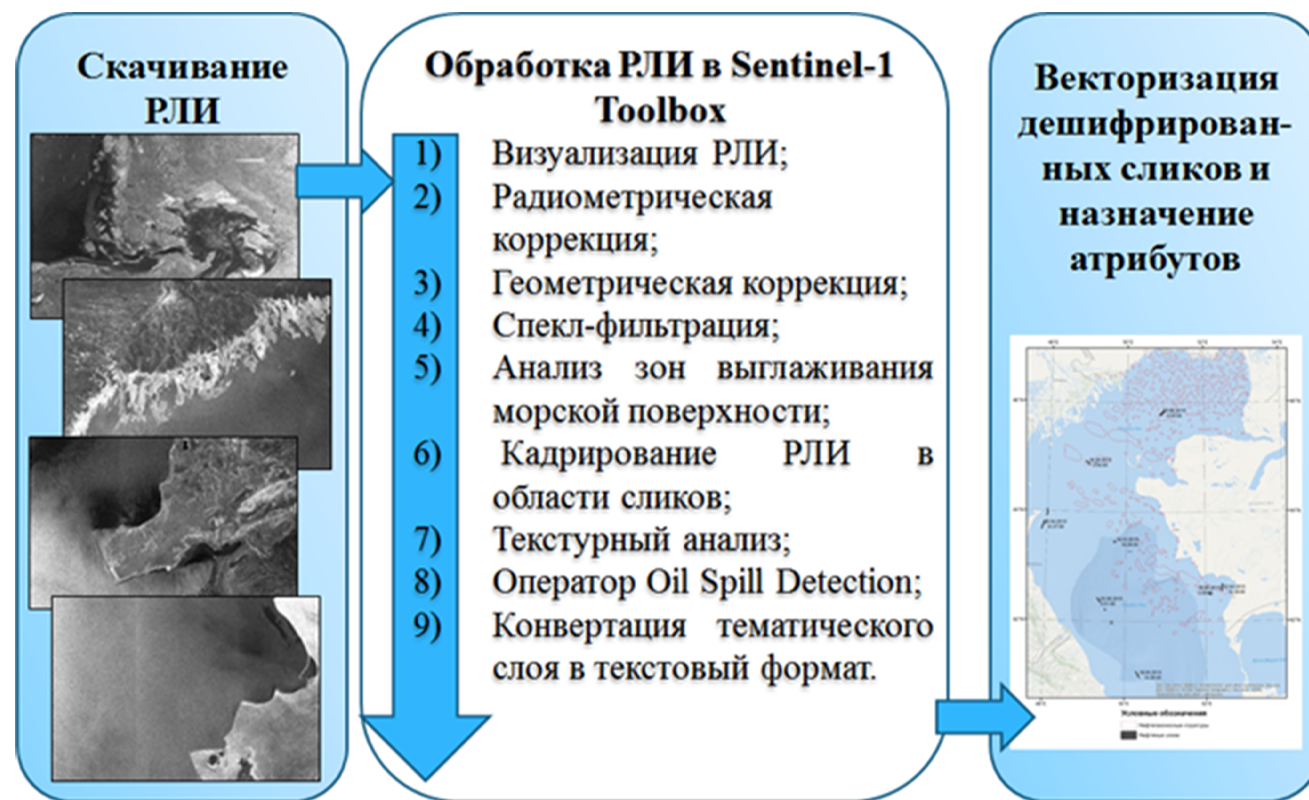 Скачивание
РЛИ
Обработка РЛИ в Sentinel-1
Toolbox
1) Визуализация РЛИ;
2) Радиометрическая
коррекция;
3) Геометрическая коррекция;
4) Спекл-фильтрация;
5) Анализ зон выглаживания
морской поверхности;
6) Кадрирование РЛИ в
области сликов;
7) Текстурный анализ;
8) Оператор Oil Spill Detection;
9) Конвертация тематического
слоя в текстовый формат.
Векторизация
дешифрирован-
ных сликов и
назначение
атрибутов
Условные обозначения